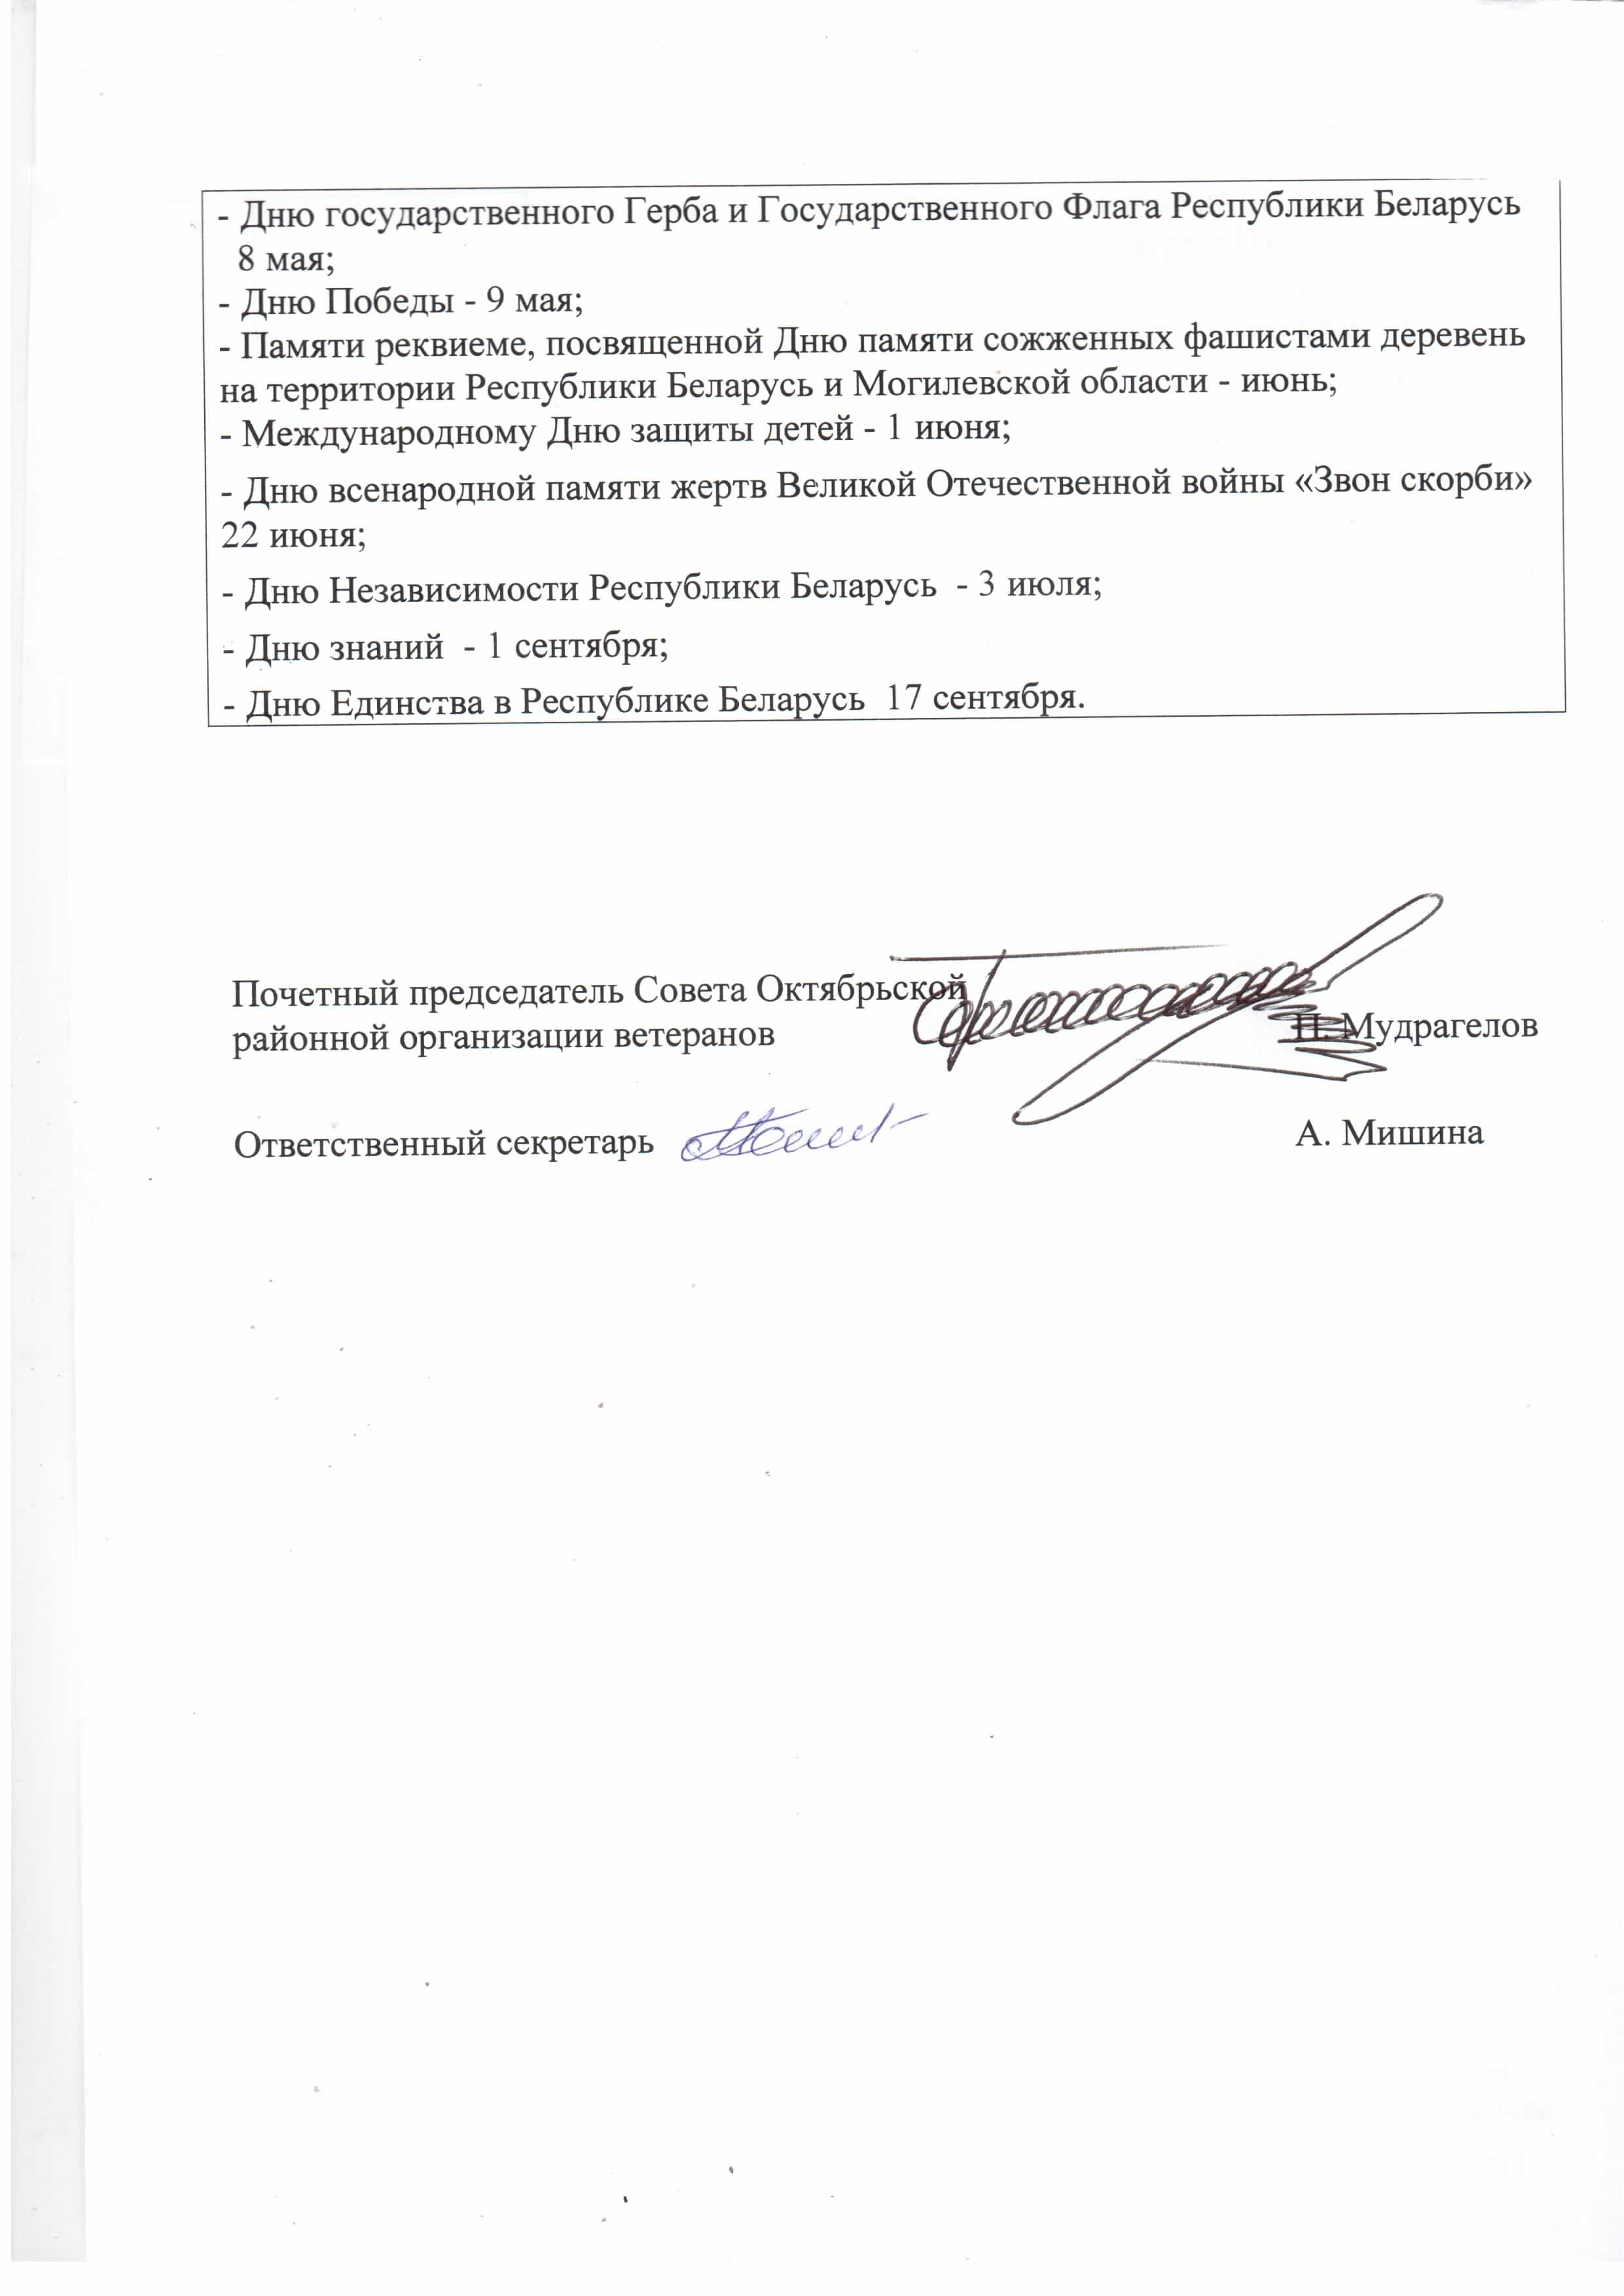 - Дню государственного Герба и Государственного Флага Республики Беларусь
8 мая;
- Дню Победы - 9 мая;
- Памяти реквиеме, посвященной Дню памяти сожженных фашистами деревень
на территории Республики Беларусь и Могилевской области - июнь;
- Международному Дню защиты детей - 1 июня;
- Дню всенародной памяти жертв Великой Отечественной войны «Звон скорби»
22 июня;
- Дню Независимости Республики Беларусь - 3 июля;
- Дню знаний - 1 сентября;
- Дню Единства в Республике Беларусь 17 сентября.
Почетный председатель Совета Октябрьской
районной организации ветеранов П. Мудрагелов
Ответственный секретарь А. Мишина